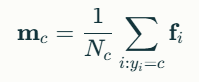 m_c = \frac{1}{N_c} \sum_{i:y_i=c} f_i